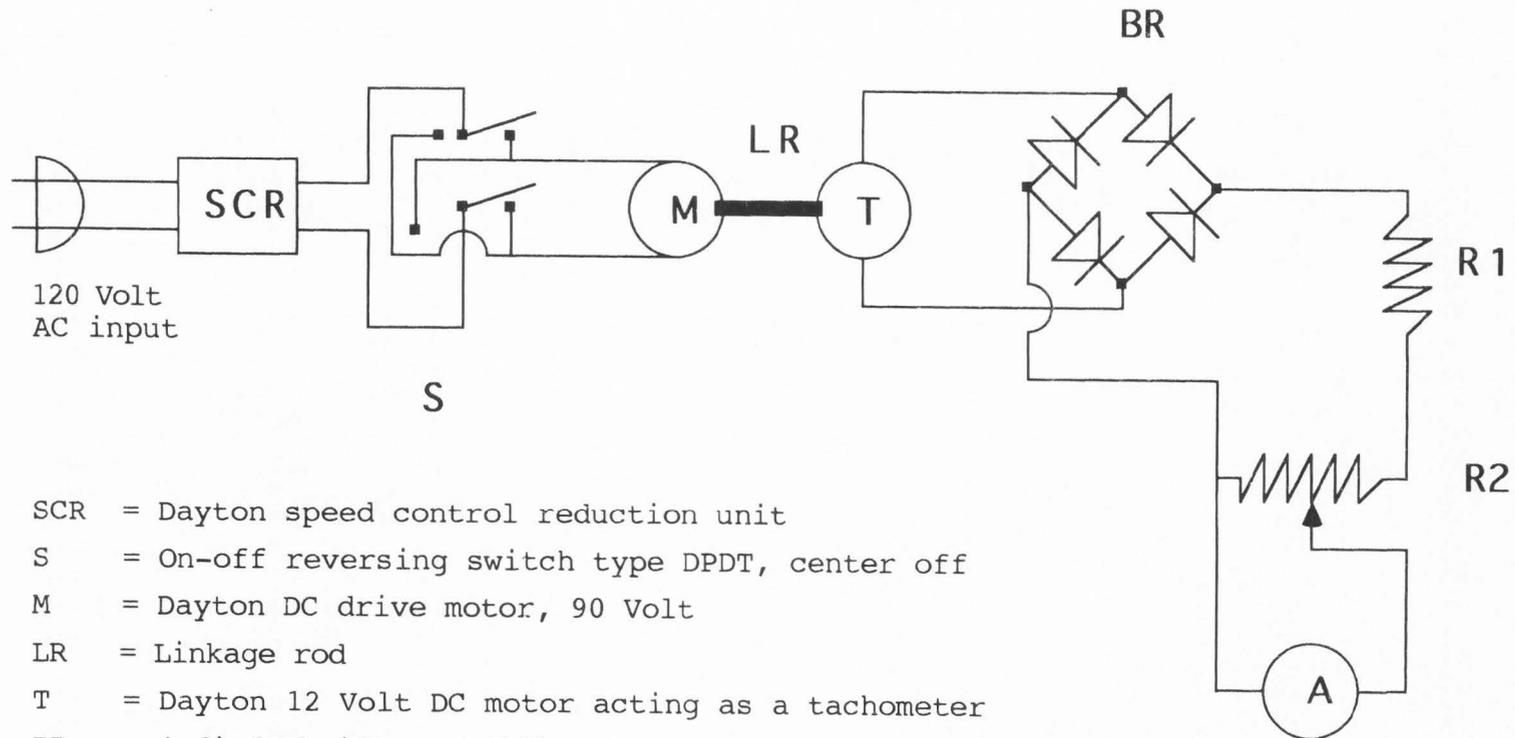 BR
LR
SCR
M
T
R1
120 Volt
AC input
S
R2
SCR = Dayton speed control reduction unit
S = On-off reversing switch type DPDT, center off
M = Dayton DC drive motor, 90 Volt
LR = Linkage rod
T = Dayton 12 Volt DC motor acting as a tachometer
A